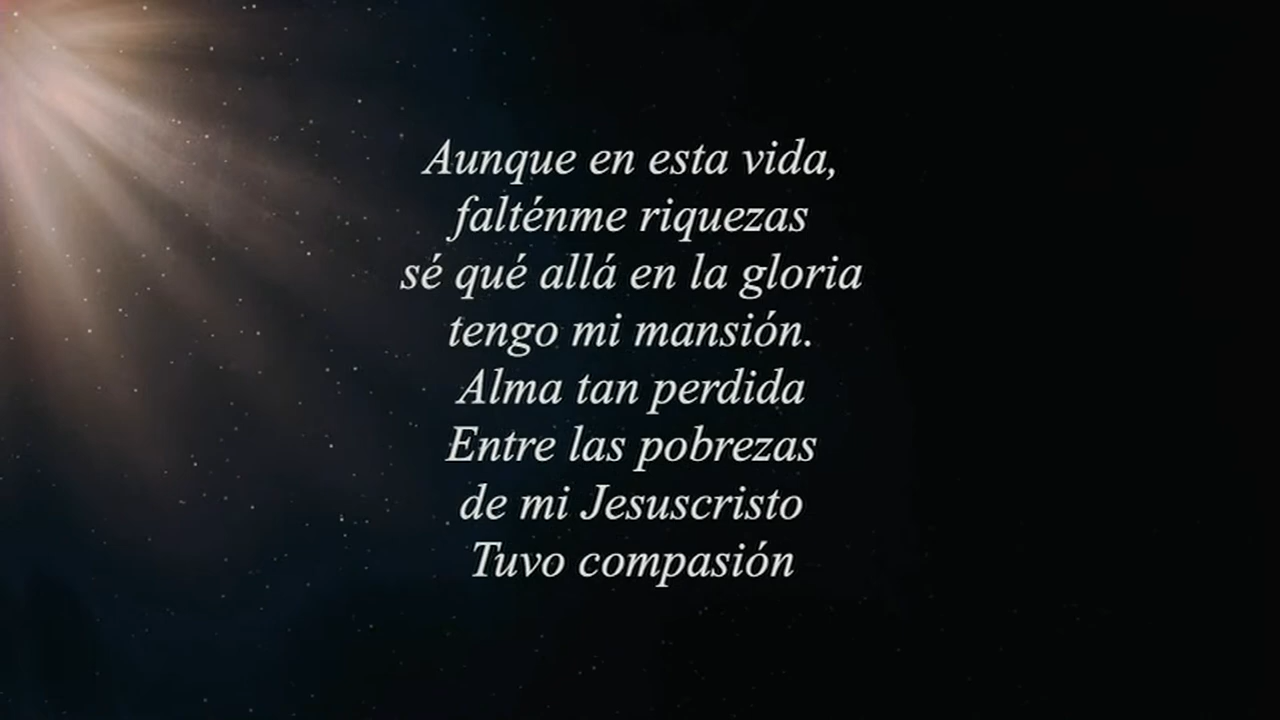 Aunque en esta vida,
falténme riquezas
sé qué allá en la gloria
tengo mi mansión.
Alma tan perdida
Entre las pobrezas
de mi Jesuscristo
Tuvo compasión